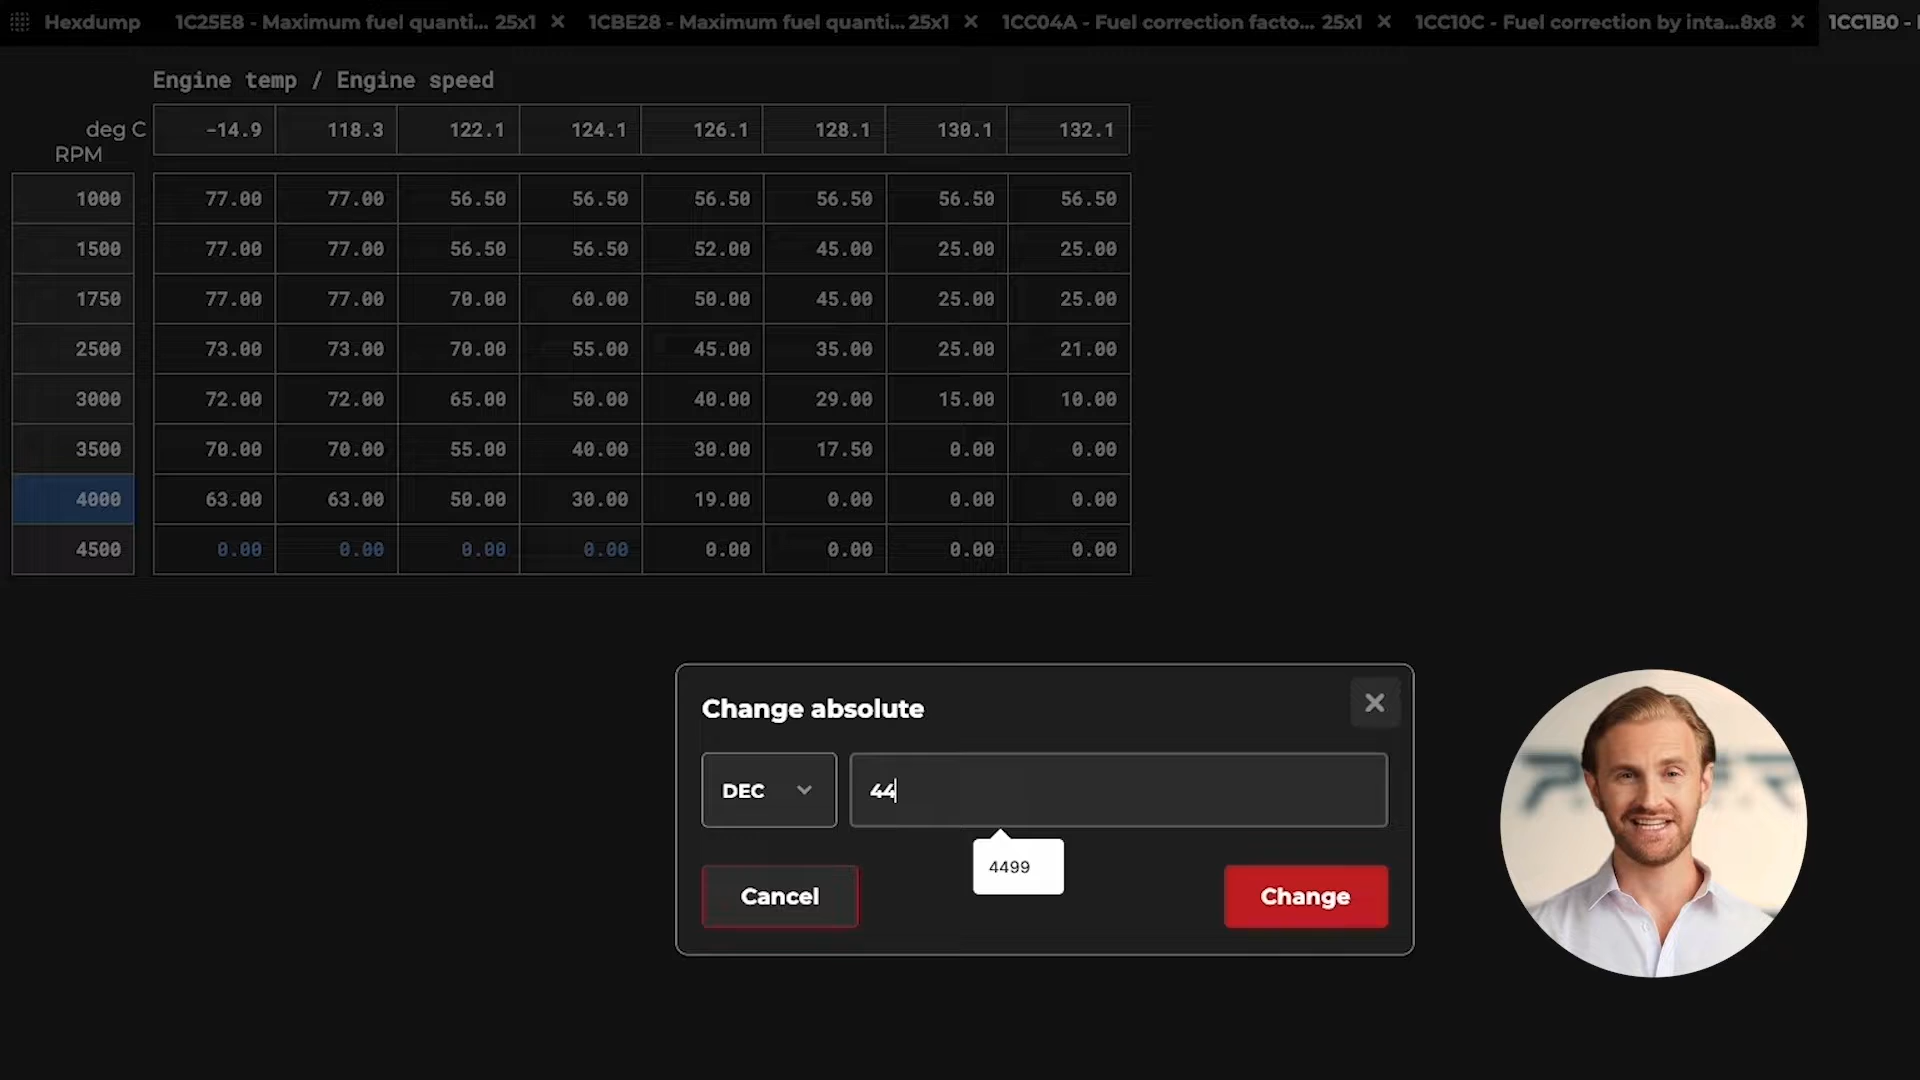 Hexdump 1C25E8 - Maximum fuel quanti... 25x1 1CBE28 - Maximum fuel quanti... 25x1 1CC04A - Fuel correction facto... 25x1 1CC10C - Fuel correction by inta...8x8 1CC1B0 -
Engine temp / Engine speed
deg C -14.9 118.3 122.1 124.1 126.1 128.1 130.1 132.1
RPM
1000 77.00 77.00 56.50 56.50 56.50 56.50 56.50 56.50
1500 77.00 77.00 56.50 56.50 52.00 45.00 25.00 25.00
1750 77.00 77.00 70.00 60.00 50.00 45.00 25.00 25.00
2500 73.00 73.00 70.00 55.00 45.00 35.00 25.00 21.00
3000 72.00 72.00 65.00 50.00 40.00 29.00 15.00 10.00
3500 70.00 70.00 55.00 40.00 30.00 17.50 0.00 0.00
4000 63.00 63.00 50.00 30.00 19.00 0.00 0.00 0.00
4500 0.00 0.00 0.00 0.00 0.00 0.00 0.00 0.00
Change absolute
DEC 44
4499
Cancel Change